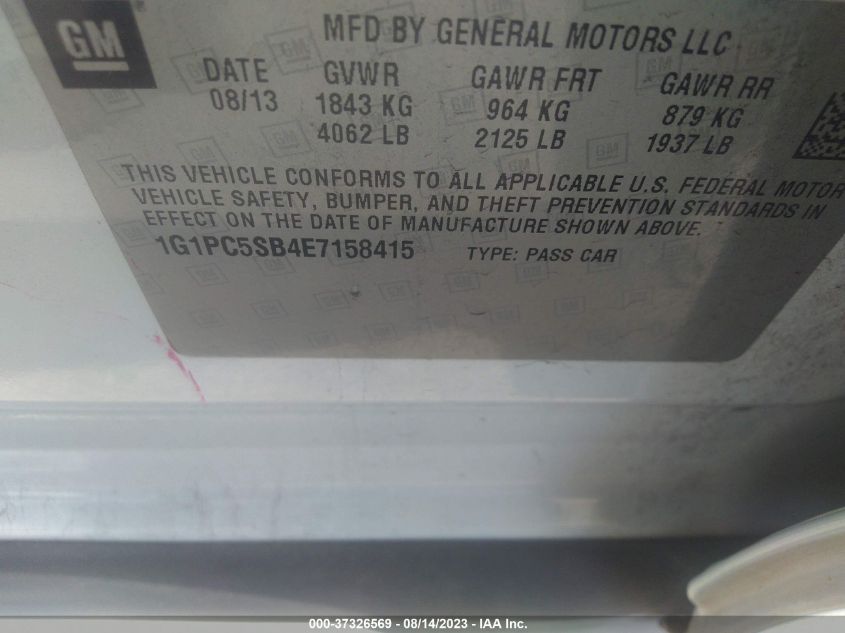 GM
MFD BY GENERAL MOTORS LLC
DATE GVWR GAWR FRT GAWR RR
08/13 1843 KG 964 KG 879 KG
4062 LB 2125 LB 1937 LB
THIS VEHICLE CONFORMS TO ALL APPLICABLE U.S. FEDERAL MOTOR
VEHICLE SAFETY, BUMPER, AND THEFT PREVENTION STANDARDS IN
EFFECT ON THE DATE OF MANUFACTURE SHOWN ABOVE.
1G1PC5SB4E7158415 TYPE: PASS CAR
000-37326569 - 08/14/2023 - IAA Inc.